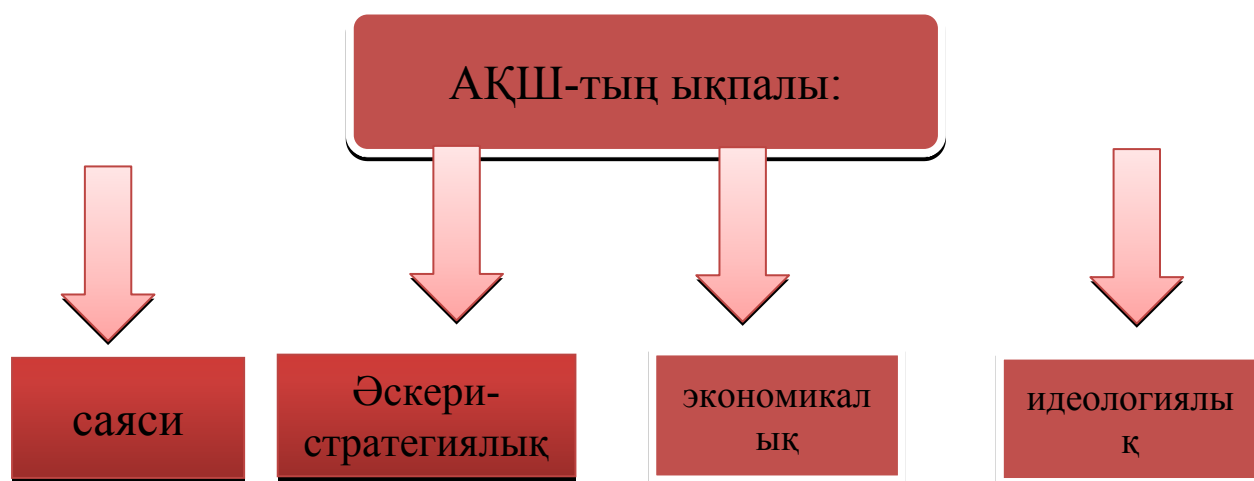 АҚШ-тың ықпалы:
саяси
Әскери-
стратегиялық
экономикал
ық
идеологиялы
қ